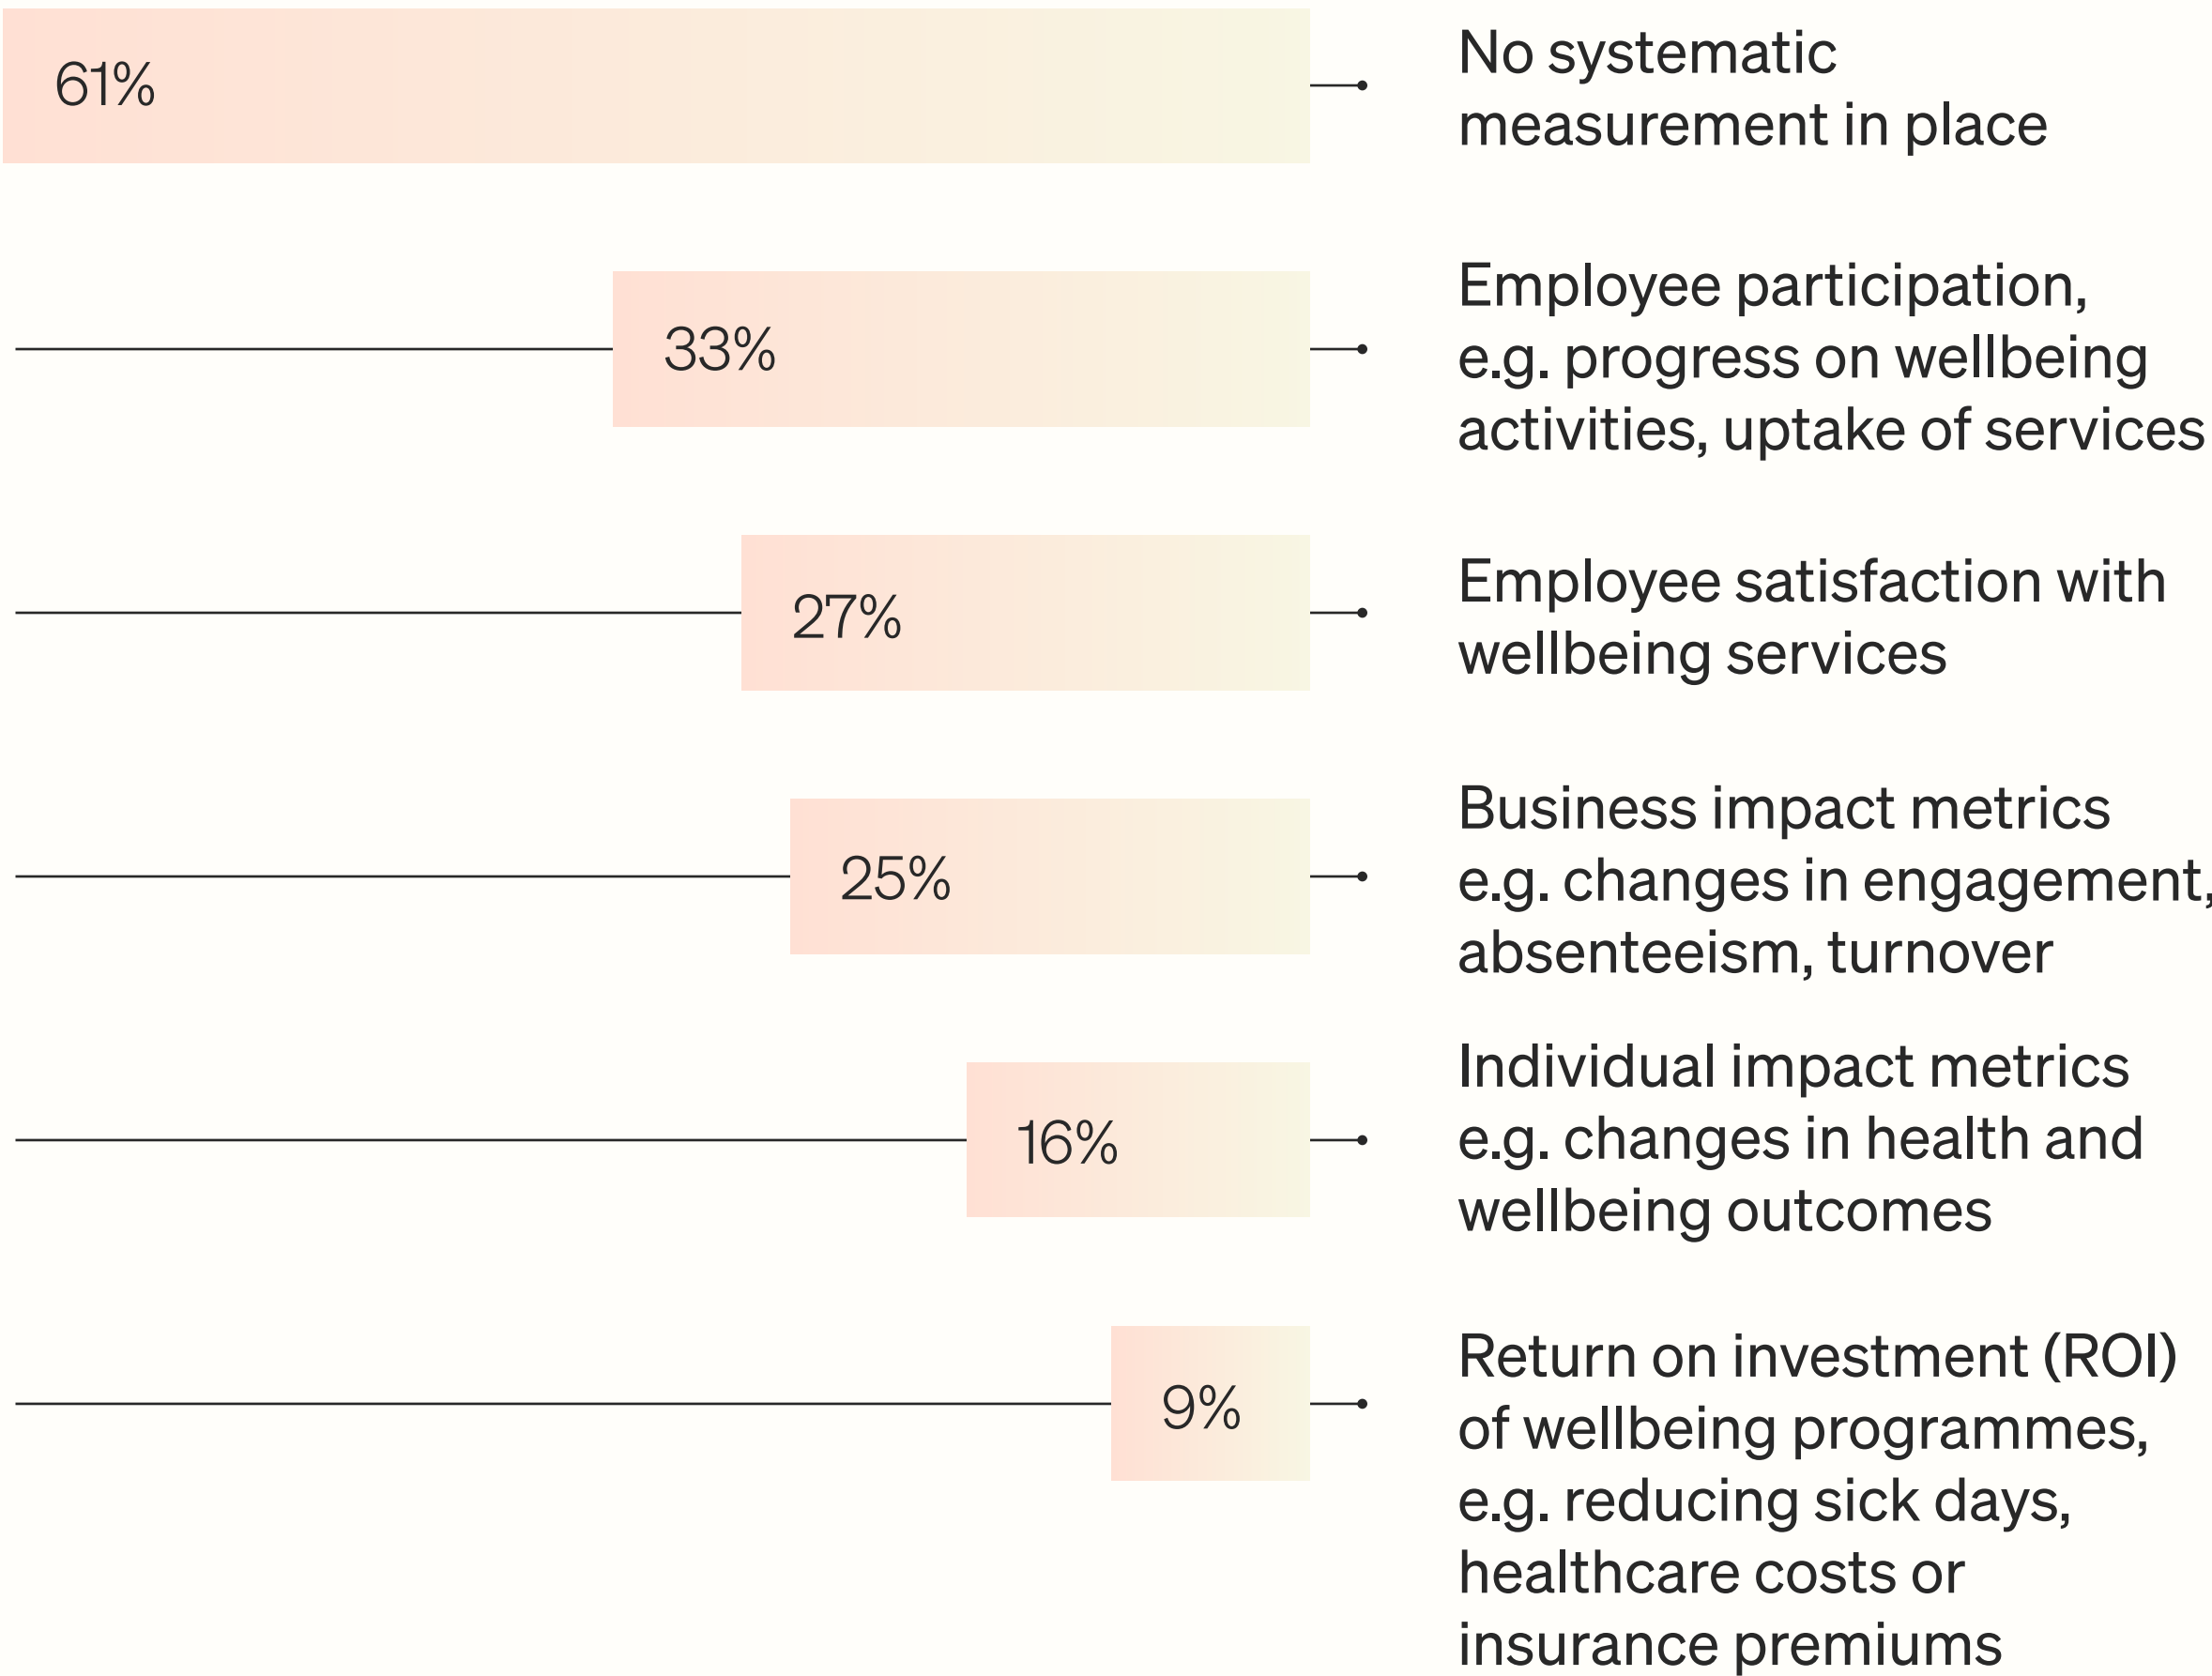 61%
No systematic
measurement in place
33%
Employee participation,
e.g. progress on wellbeing
activities, uptake of services
27%
Employee satisfaction with
wellbeing services
25%
Business impact metrics
e.g. changes in engagement,
absenteeism, turnover
16%
Individual impact metrics
e.g. changes in health and
wellbeing outcomes
9%
Return on investment (ROI)
of wellbeing programmes,
e.g. reducing sick days,
healthcare costs or
insurance premiums